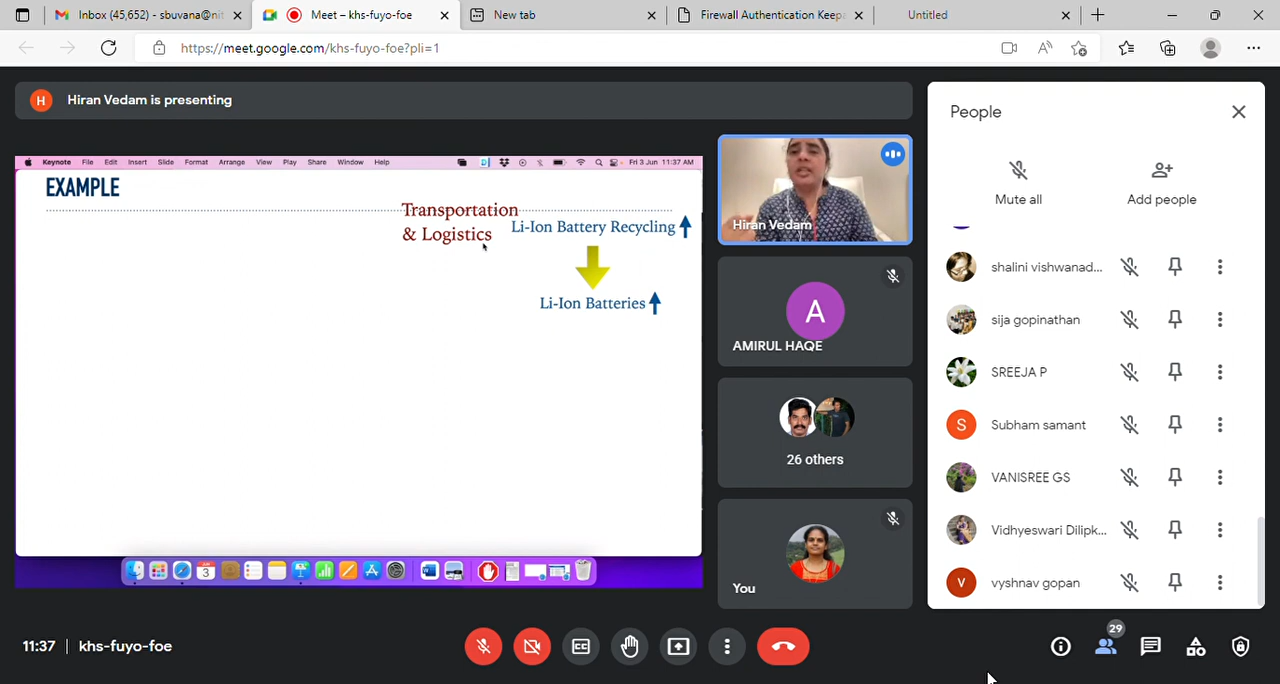 Inbox (45,652) - sbuvana@nit
Meet – khs-fuyo-foe
New tab
Firewall Authentication Keepa
Untitled
https://meet.google.com/khs-fuyo-foe?pli=1
H
Hiran Vedam is presenting
Keynote File Edit Insert Slide Format Arrange View Play Share Window Help
Fri 3 Jun 11:37 AM
EXAMPLE
Transportation
& Logistics
Li-Ion Battery Recycling
Li-Ion Batteries
3
Hiran Vedam
A
AMIRUL HAQE
26 others
You
People
Mute all
Add people
shalini vishwanad...
sija gopinathan
SREEJA P
S
Subham samant
VANISREE GS
Vidhyeswari Dilipk...
V
vyshnav gopan
11:37 | khs-fuyo-foe
29